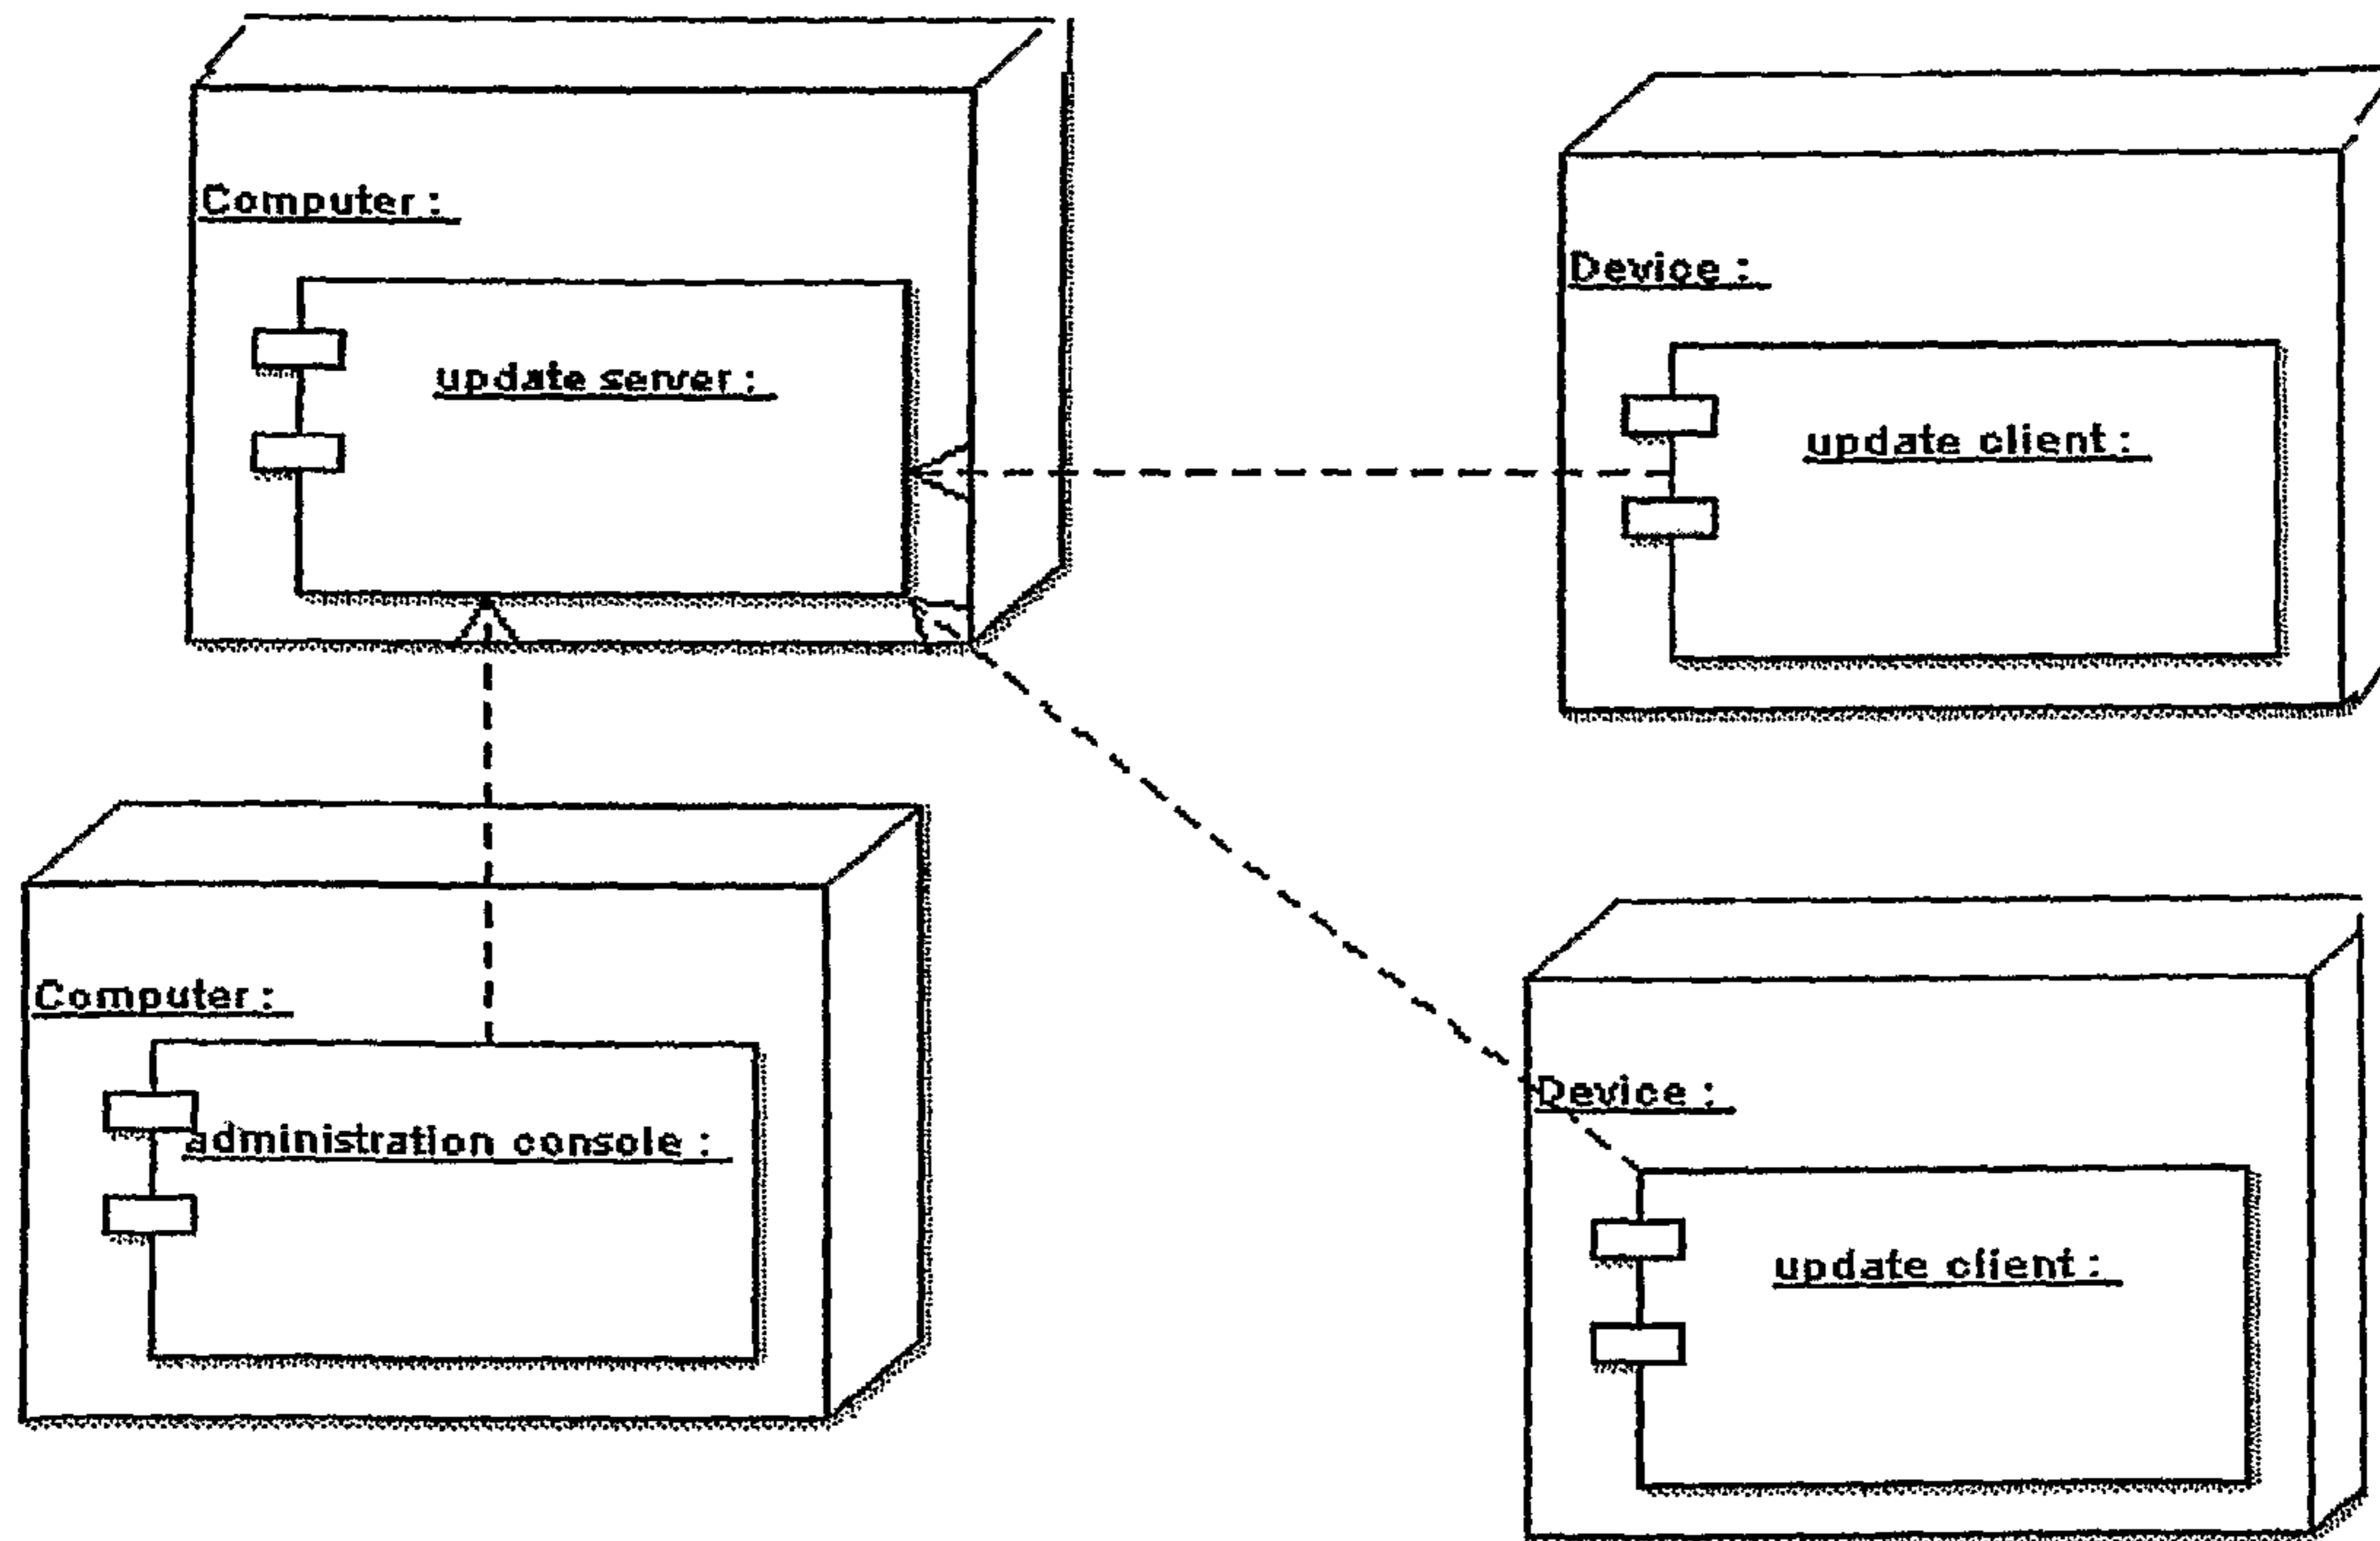 Computer :
update server :
Device :
update client :
Computer :
administration console :
Device :
update client :